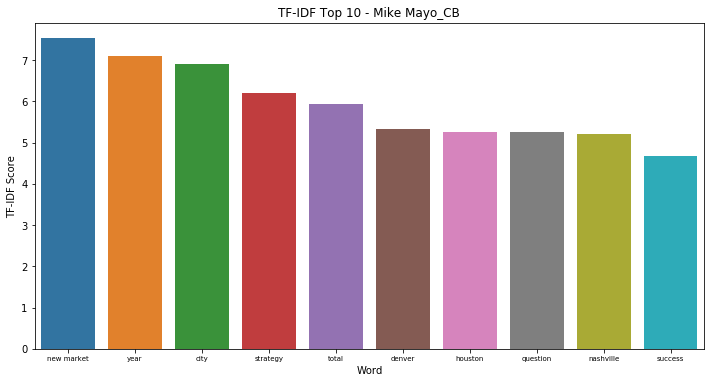 TF-IDF Top 10 - Mike Mayo_CB
TF-IDF Score
7
6
5
4
3
2
1
0
new market year city strategy total denver houston question nashville success
Word